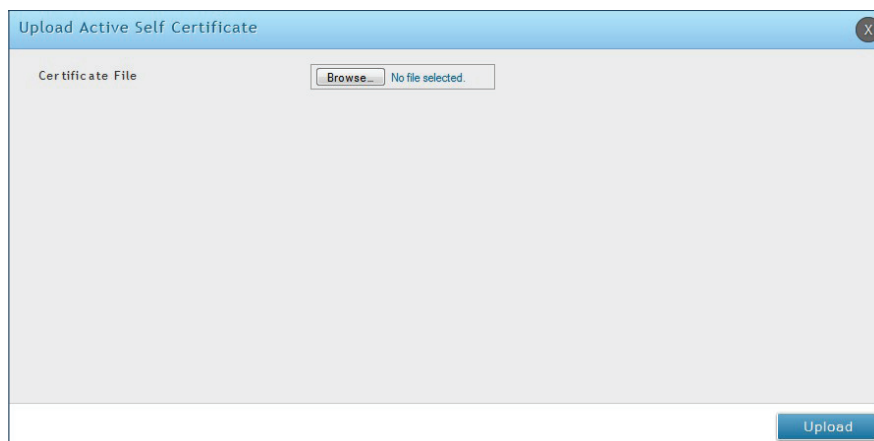 Upload Active Self Certificate
X
Certificate File
Browse... No file selected.
Upload